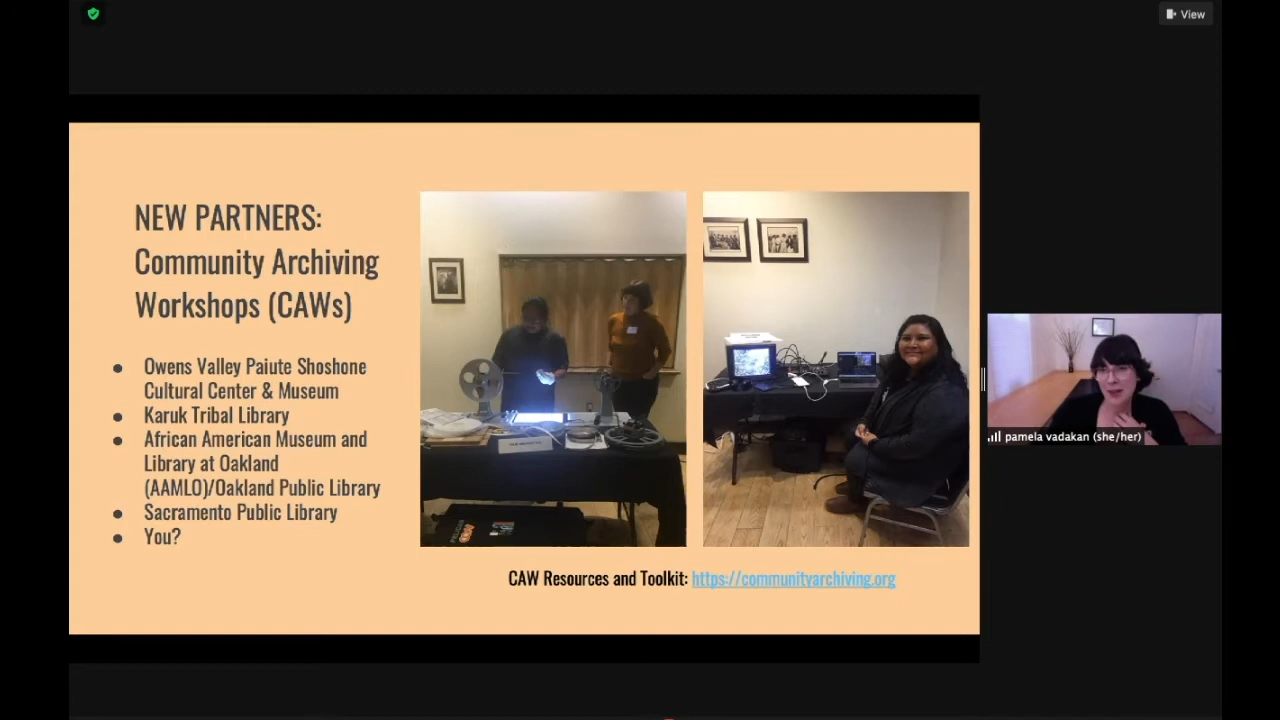 View
NEW PARTNERS:
Community Archiving
Workshops (CAWs)
● Owens Valley Paiute Shoshone
Cultural Center & Museum
● Karuk Tribal Library
● African American Museum and
Library at Oakland
(AAMLO)/Oakland Public Library
● Sacramento Public Library
● You?
CAW Resources and Toolkit: https://communityarchiving.org
pamela vadakan (she/her)